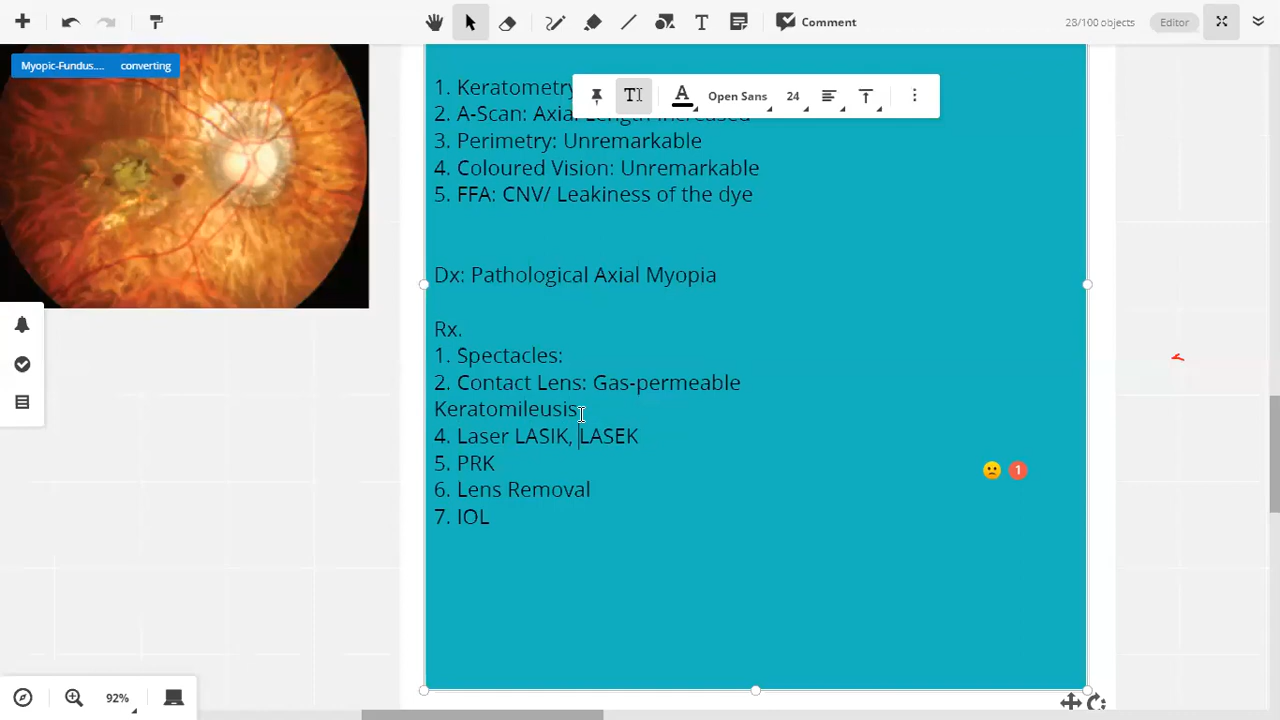 Comment
28/100 objects
Editor
Myopic-Fundus.... converting
Open Sans 24
1. Keratometry
2. A-Scan: Axial Length Increased
3. Perimetry: Unremarkable
4. Coloured Vision: Unremarkable
5. FFA: CNV/ Leakiness of the dye
Dx: Pathological Axial Myopia
Rx.
1. Spectacles:
2. Contact Lens: Gas-permeable
Keratomileusis
4. Laser LASIK, LASEK
5. PRK
6. Lens Removal
7. IOL
1
92%